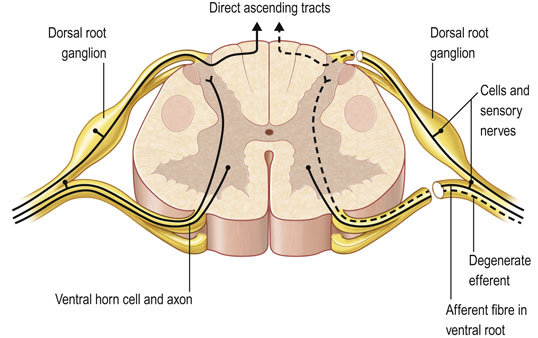 Direct ascending tracts
Dorsal root
ganglion
Dorsal root
ganglion
Cells and
sensory
nerves
Degenerate
efferent
Ventral horn cell and axon
Afferent fibre in
ventral root